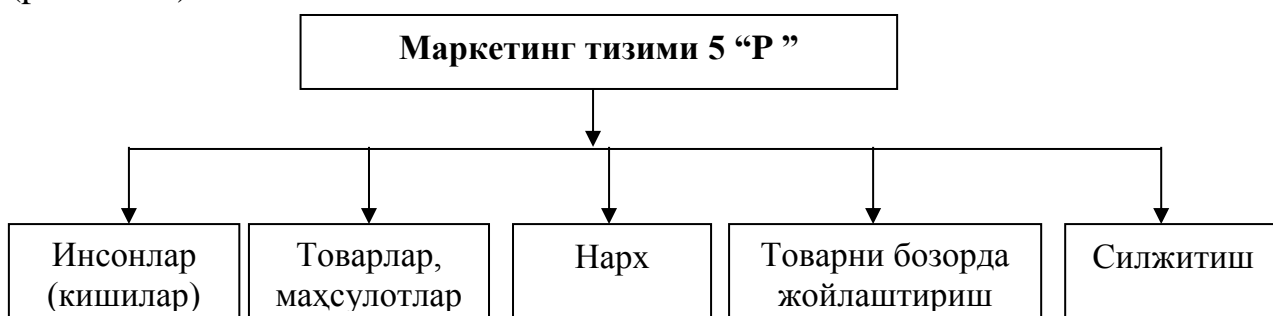 Маркетинг тизими 5 “Р ”
Инсонлар
(кишилар)
Товарлар,
маҳсулотлар
Нарх
Товарни бозорда
жойлаштириш
Силжитиш